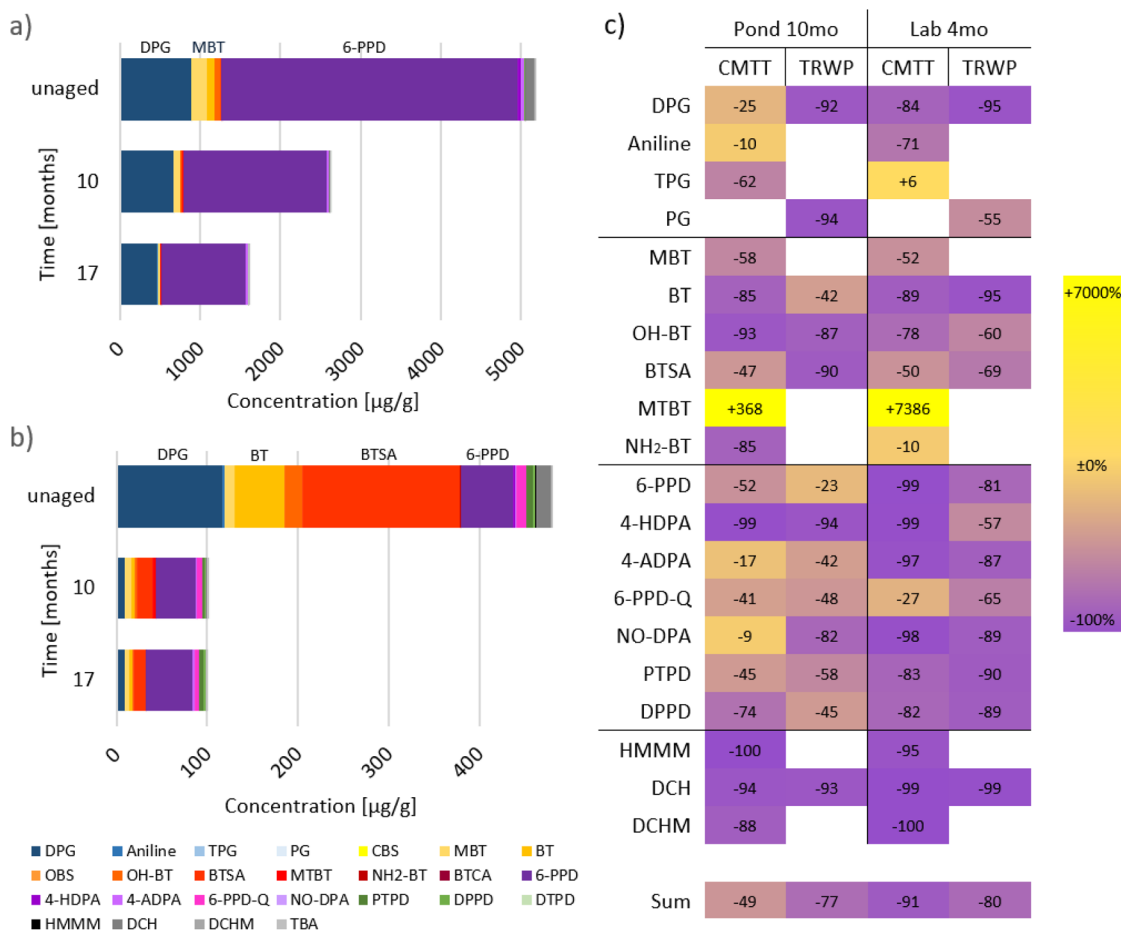 a)
DPG MBT 6-PPD
unaged
10
17
Time [months]
0 1000 2000 3000 4000 5000
Concentration [µg/g]
b)
DPG BT BTSA 6-PPD
unaged
10
17
Time [months]
0 100 200 300 400
Concentration [µg/g]
DPG Aniline TPG PG CBS MBT BT
OBS OH-BT BTSA MTBT NH2-BT BTCA 6-PPD
4-HDPA 4-ADPA 6-PPD-Q NO-DPA PTPD DPPD DTPD
HMMM DCH DCHM TBA
c)
Pond 10mo Lab 4mo
CMTT TRWP CMTT TRWP
DPG -25 -92 -84 -95
Aniline -10 -71
TPG -62 +6
PG -94 -55
MBT -58 -52
BT -85 -42 -89 -95
OH-BT -93 -87 -78 -60
BTSA -47 -90 -50 -69
MTBT +368 +7386
NH2-BT -85 -10
6-PPD -52 -23 -99 -81
4-HDPA -99 -94 -99 -57
4-ADPA -17 -42 -97 -87
6-PPD-Q -41 -48 -27 -65
NO-DPA -9 -82 -98 -89
PTPD -45 -58 -83 -90
DPPD -74 -45 -82 -89
HMMM -100 -95
DCH -94 -93 -99 -99
DCHM -88 -100
Sum -49 -77 -91 -80
+7000%
±0%
-100%